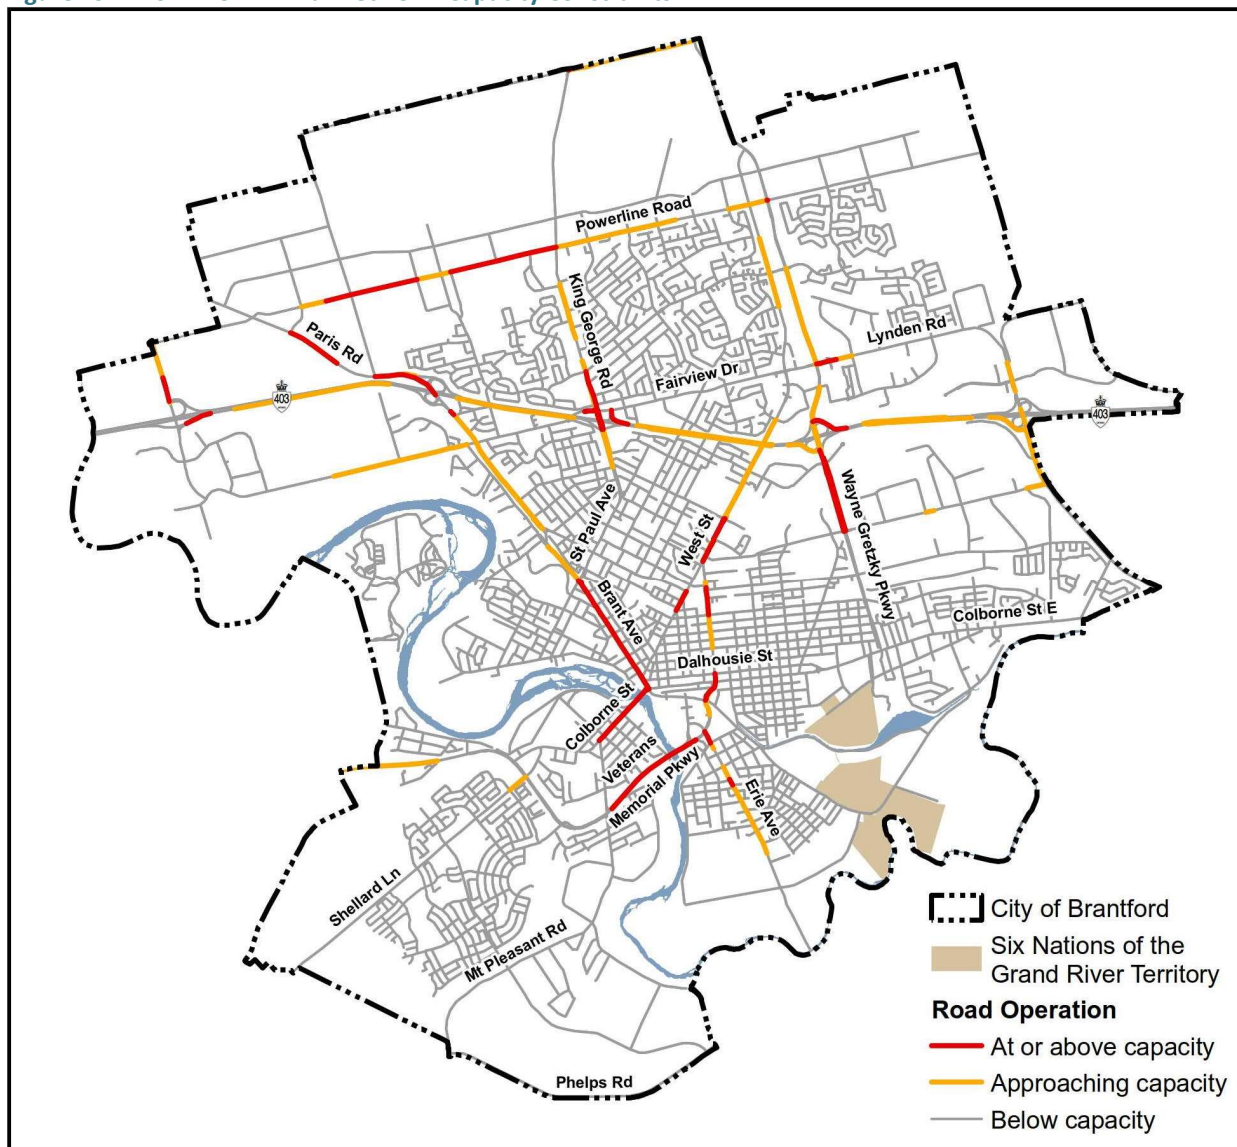 Powerline Road
King George Rd
Paris Rd
Lynden Rd
Fairview Dr
403
403
Wayne Gretzky Pkwy
St Paul Ave
West St
Brant Ave
Colborne St E
Dalhousie St
Colborne St
Veterans
Memorial Pkwy
Erie Ave
Shellard Ln
Mt Pleasant Rd
Phelps Rd
City of Brantford
Six Nations of the
Grand River Territory
Road Operation
At or above capacity
Approaching capacity
Below capacity